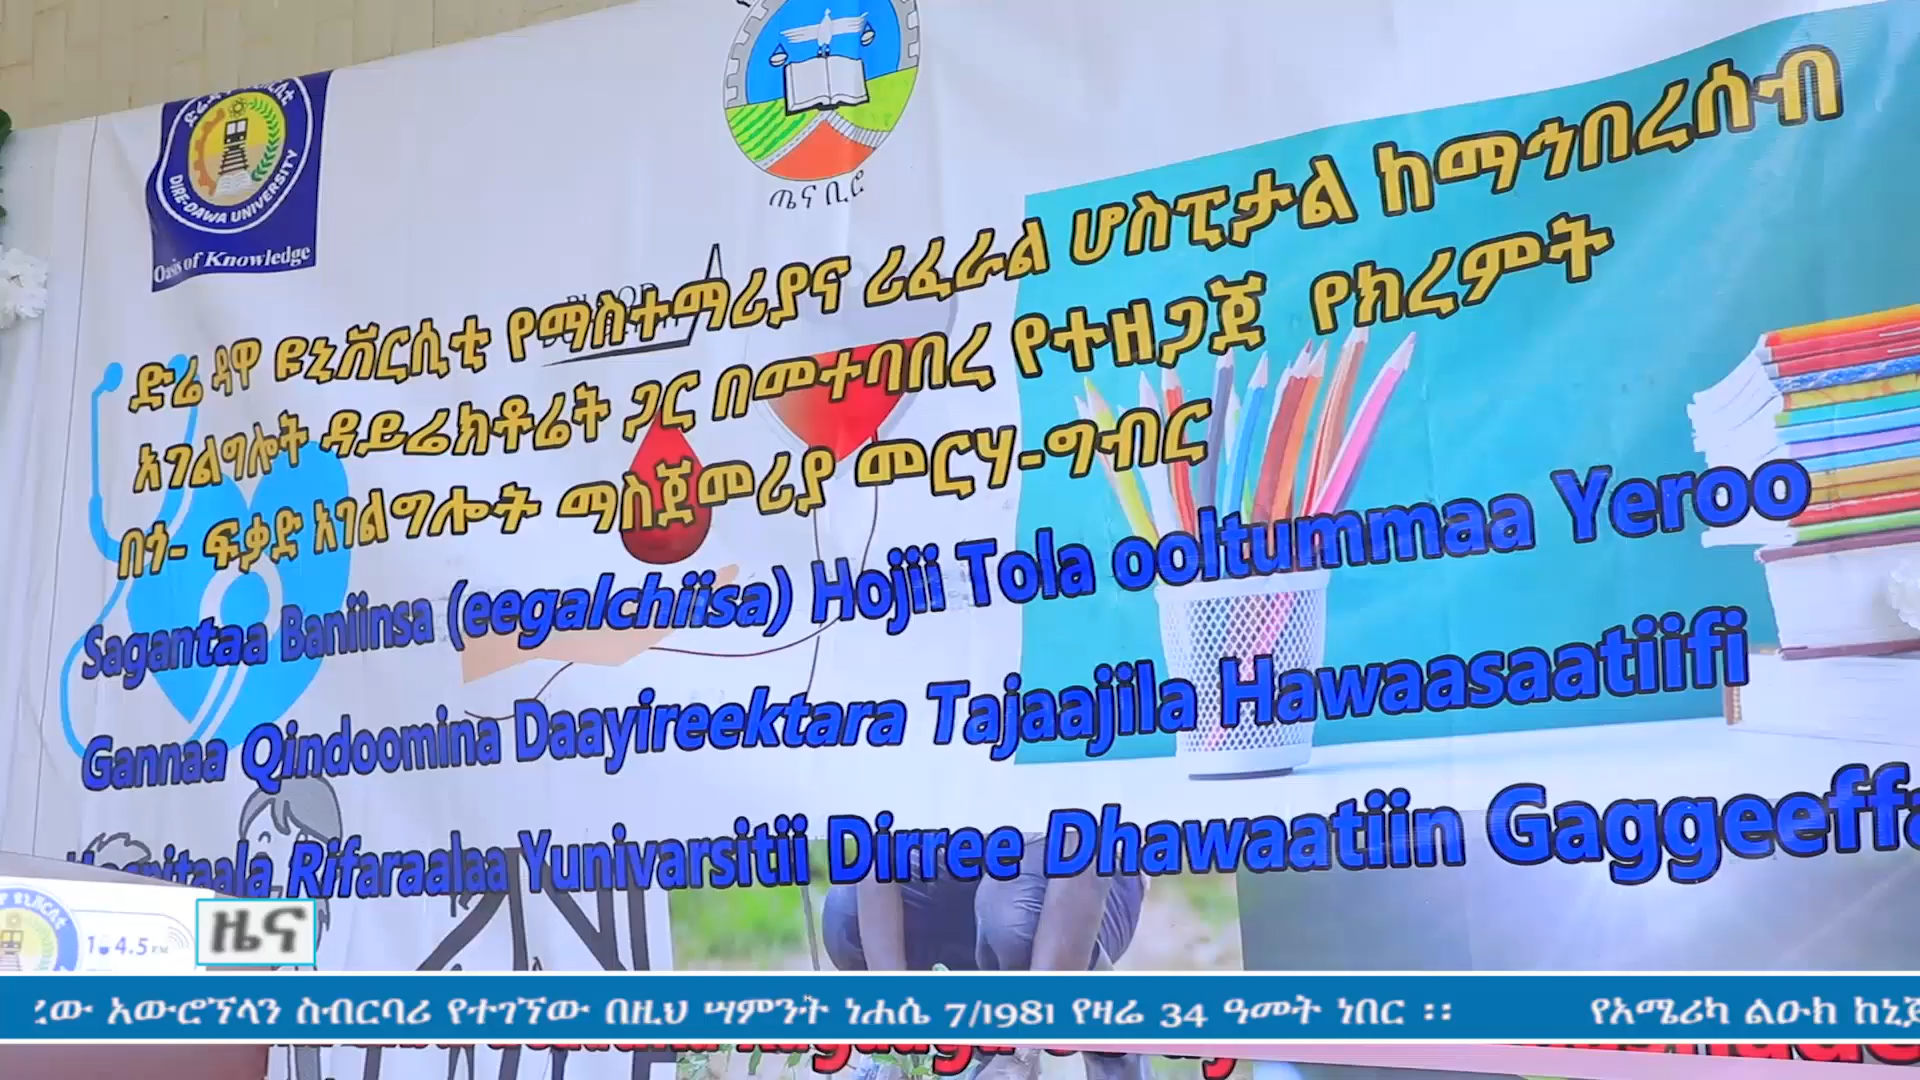 DIRE-DAWA UNIVERSITY
Oasis of Knowledge
ጤና ቢሮ
ድሬ ዳዋ ዩኒቨርሲቲ የማስተማሪያና ሪፈራል ሆስፒታል ከማኅበረሰብ
አገልግሎት ዳይሬክቶሬት ጋር በመተባበረ የተዘጋጀ የክረምት
በጎ- ፍቃድ አገልግሎት ማስጀመሪያ መርሃ-ግብር
Sagantaa Baniinsa (eegalchiisa) Hojii Tola ooltummaa Yeroo
Gannaa Qindoomina Daayireektara Tajaajila Hawaasaatiifi
Rifaraalaa Yunivarsitii Dirree Dhawaatiin Gaggeeffa
ዜና
አውሮፕላን ስብርባሪ የተገኘው በዚህ ሣምንት ነሐሴ 7/1981 የዛሬ 34 ዓመት ነበር ፡፡ የአሜሪካ ልዑክ